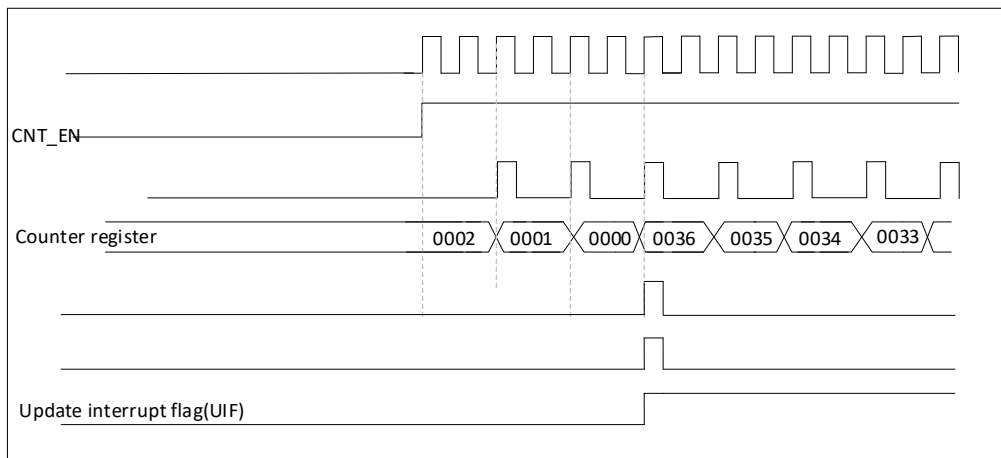 CNT_EN
Counter register 0002 0001 0000 0036 0035 0034 0033
Update interrupt flag(UIF)